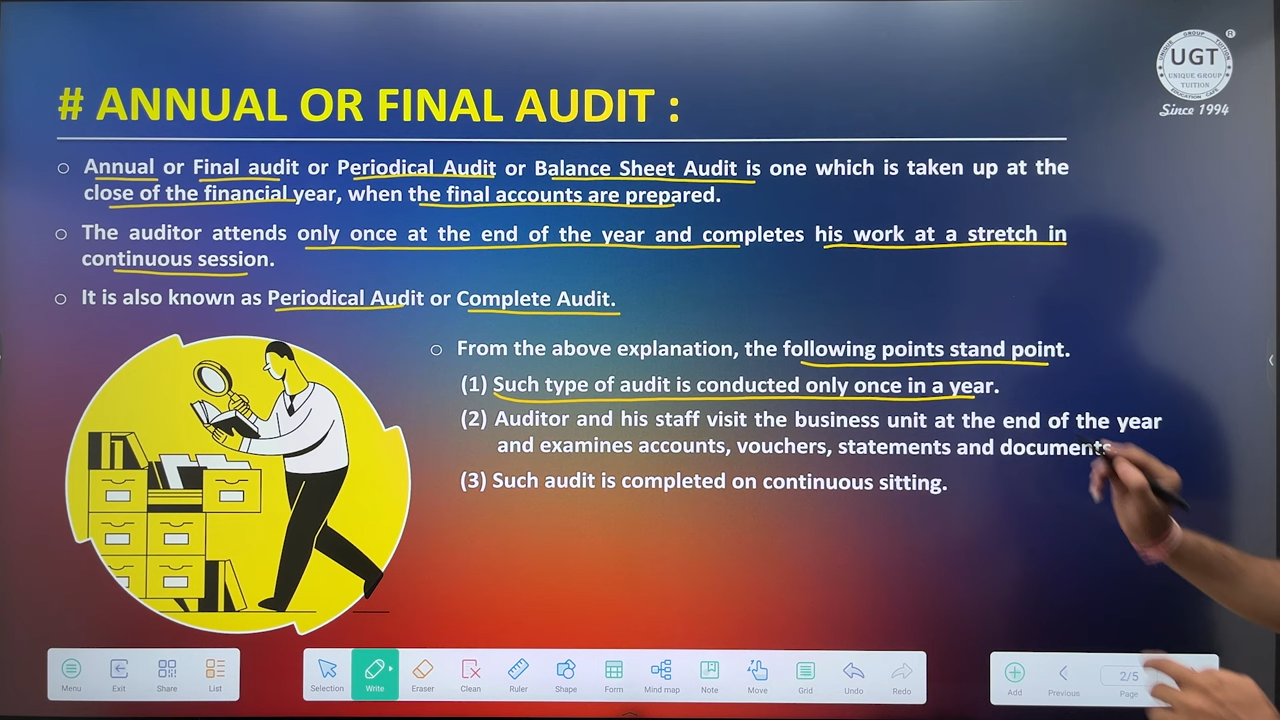 UNIQUE GROUP TUITION
UGT
UNIQUE GROUP
TUITION
EDUCATION CAFE
®
Since 1994
# ANNUAL OR FINAL AUDIT :
○ Annual or Final audit or Periodical Audit or Balance Sheet Audit is one which is taken up at the
close of the financial year, when the final accounts are prepared.
○ The auditor attends only once at the end of the year and completes his work at a stretch in
continuous session.
○ It is also known as Periodical Audit or Complete Audit.
○ From the above explanation, the following points stand point.
(1) Such type of audit is conducted only once in a year.
(2) Auditor and his staff visit the business unit at the end of the year
and examines accounts, vouchers, statements and documents
(3) Such audit is completed on continuous sitting.
Menu Exit Share List Selection Write Eraser Clean Ruler Shape Form Mind map Note Move Grid Undo Redo Add Previous 2/5 Page